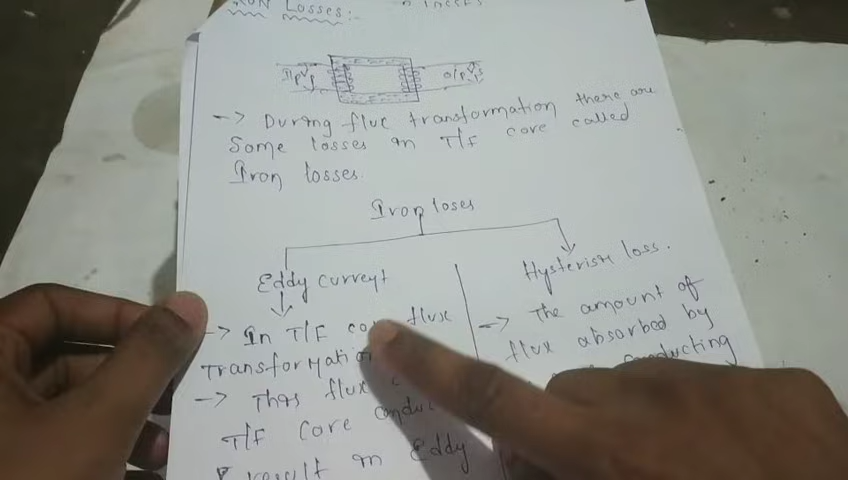 Losses:-
I/p V/p
O/p V/s
-> During flux transformation there are
Some losses in T/F core called
Iron losses.
Iron loses
Eddy current
-> In T/F core flux
Transformation
-> This flux
T/F core
result in Eddy
Hysterisis loss.
-> The amount of
flux absorbed by
conducting